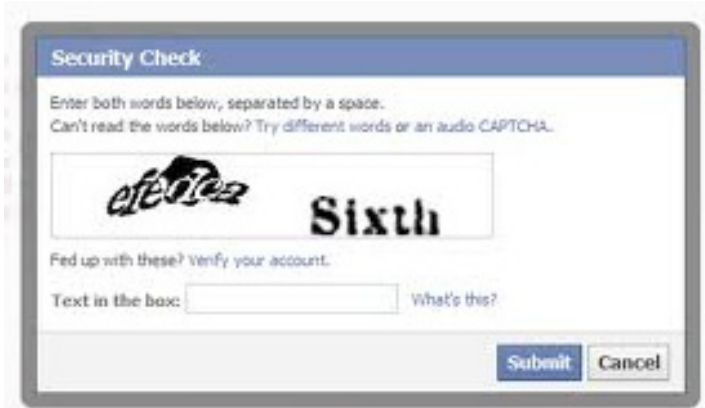 Security Check
Enter both words below, separated by a space.
Can't read the words below? Try different words or an audio CAPTCHA.
Sixth
Fed up with these? Verify your account.
Text in the box:
What's this?
Submit Cancel